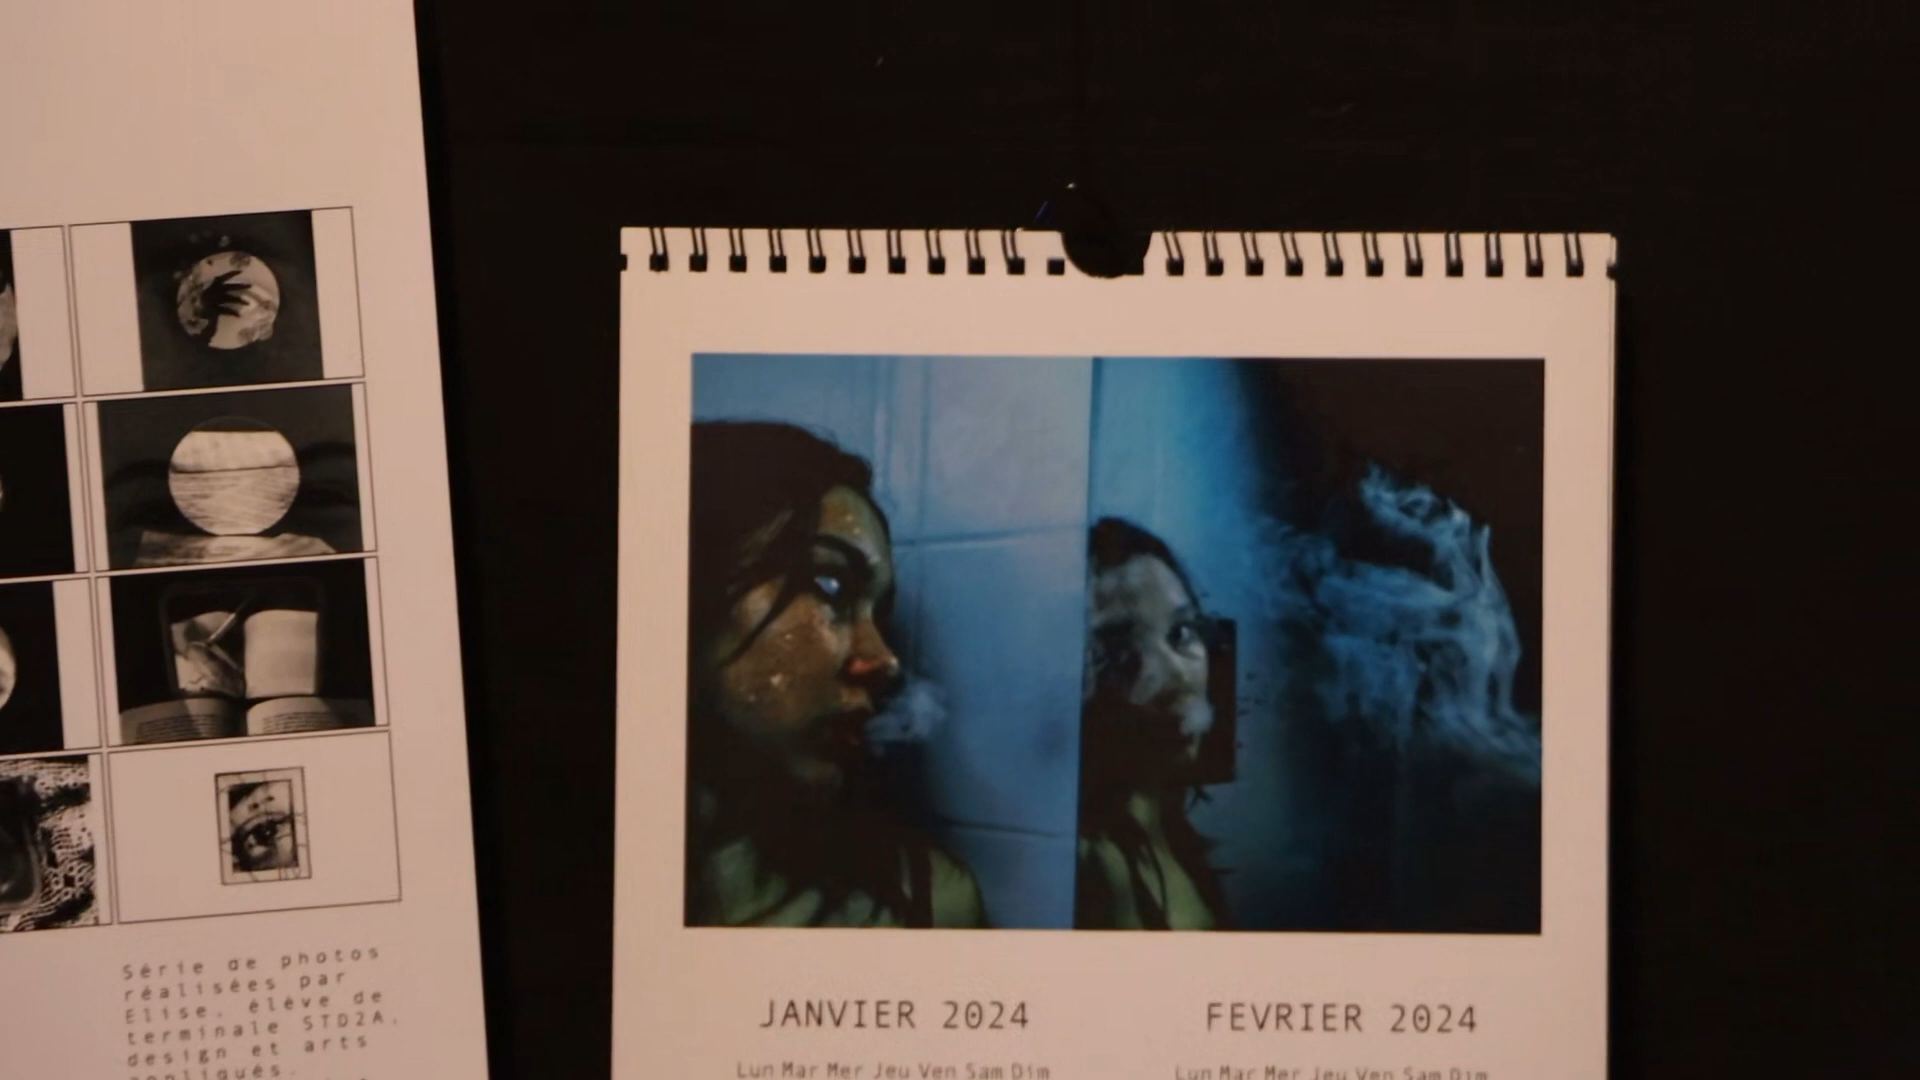 Série de photos
réalisées par
Elise, élève de
terminale STD2A,
design et arts
appliqués.
JANVIER 2024
FEVRIER 2024
Lun Mar Mer Jeu Ven Sam Dim
Lun Mar Mer Jeu Ven Sam Dim